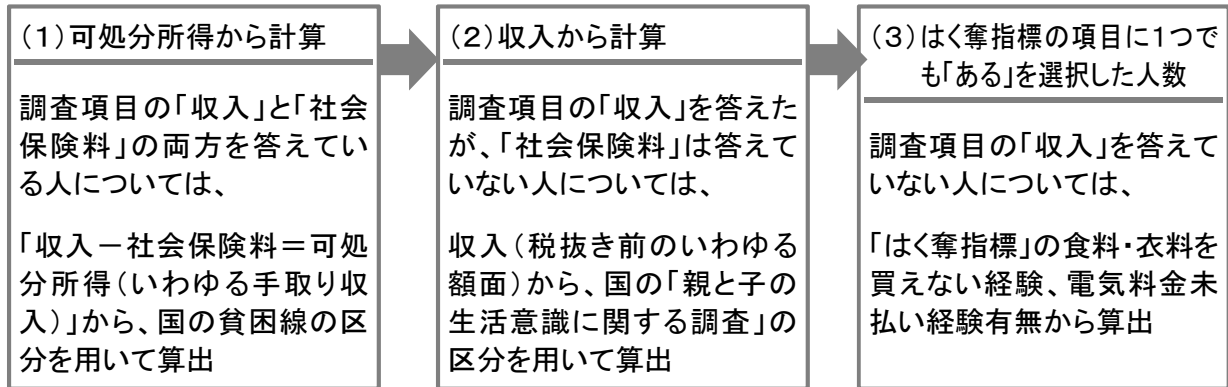 (1)可処分所得から計算
調査項目の「収入」と「社会
保険料」の両方を答えてい
る人については、
「収入－社会保険料＝可処
分所得(いわゆる手取り収
入)」から、国の貧困線の区
分を用いて算出
(2)収入から計算
調査項目の「収入」を答えた
が、「社会保険料」は答えて
いない人については、
収入(税抜き前のいわゆる
額面)から、国の「親と子の
生活意識に関する調査」の
区分を用いて算出
(3)はく奪指標の項目に1つで
も「ある」を選択した人数
調査項目の「収入」を答えて
いない人については、
「はく奪指標」の食料・衣料を
買えない経験、電気料金未
払い経験有無から算出